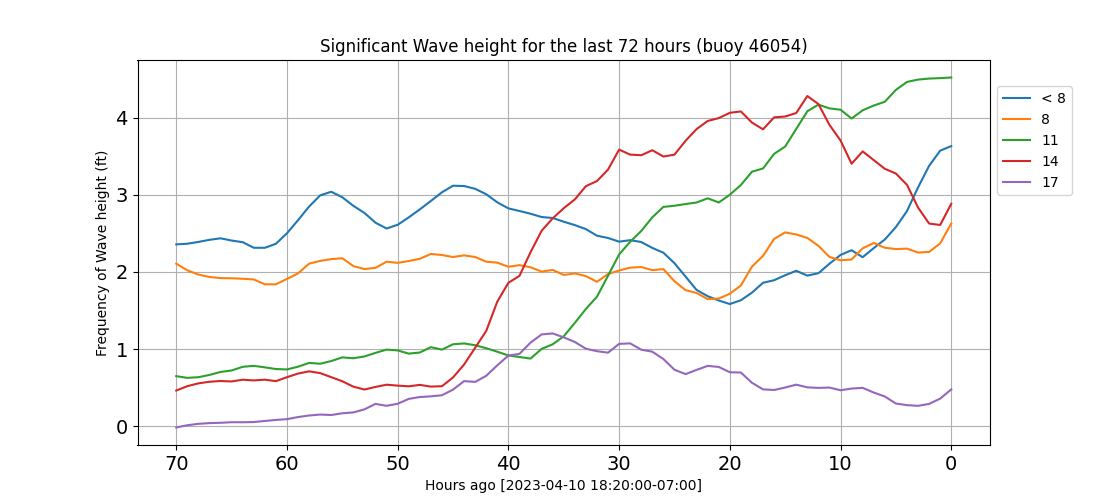 Significant Wave height for the last 72 hours (buoy 46054)
Frequency of Wave height (ft)
4
3
2
1
0
70 60 50 40 30 20 10 0
Hours ago [2023-04-10 18:20:00-07:00]
< 8
8
11
14
17